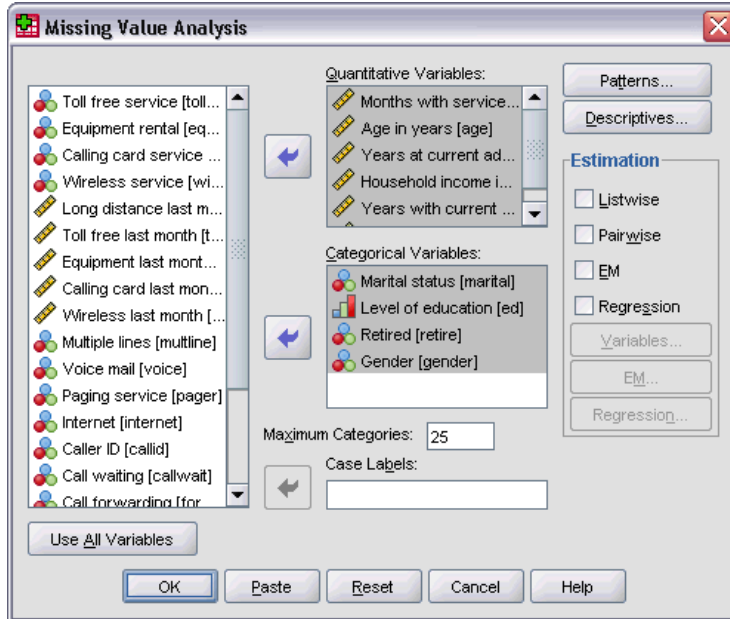 Missing Value Analysis
Toll free service [toll...
Equipment rental [eq...
Calling card service ...
Wireless service [wi...
Long distance last m...
Toll free last month [t...
Equipment last mont...
Calling card last mon...
Wireless last month [...
Multiple lines [multline]
Voice mail [voice]
Paging service [pager]
Internet [internet]
Caller ID [callid]
Call waiting [callwait]
Call forwarding [for
Use All Variables
Quantitative Variables:
Months with service...
Age in years [age]
Years at current ad...
Household income i...
Years with current ...
Categorical Variables:
Marital status [marital]
Level of education [ed]
Retired [retire]
Gender [gender]
Maximum Categories: 25
Case Labels:
Patterns...
Descriptives...
Estimation
Listwise
Pairwise
EM
Regression
Variables...
EM...
Regression...
OK
Paste
Reset
Cancel
Help